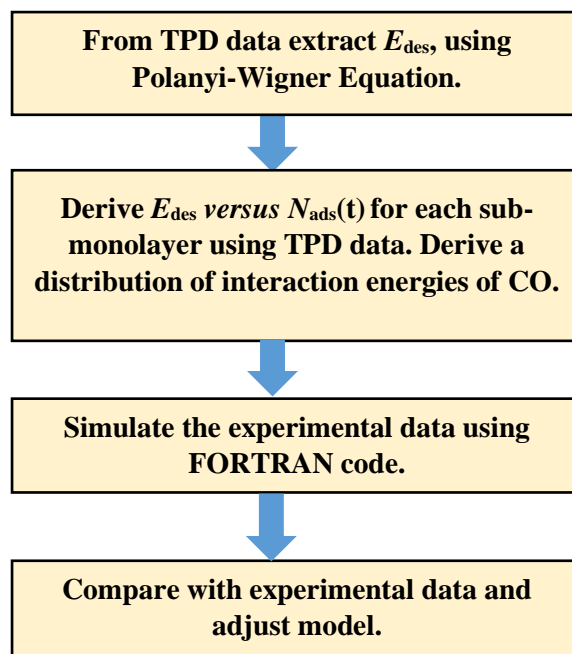 From TPD data extract Edes, using
Polanyi-Wigner Equation.
Derive Edes versus Nads(t) for each sub-
monolayer using TPD data. Derive a
distribution of interaction energies of CO.
Simulate the experimental data using
FORTRAN code.
Compare with experimental data and
adjust model.